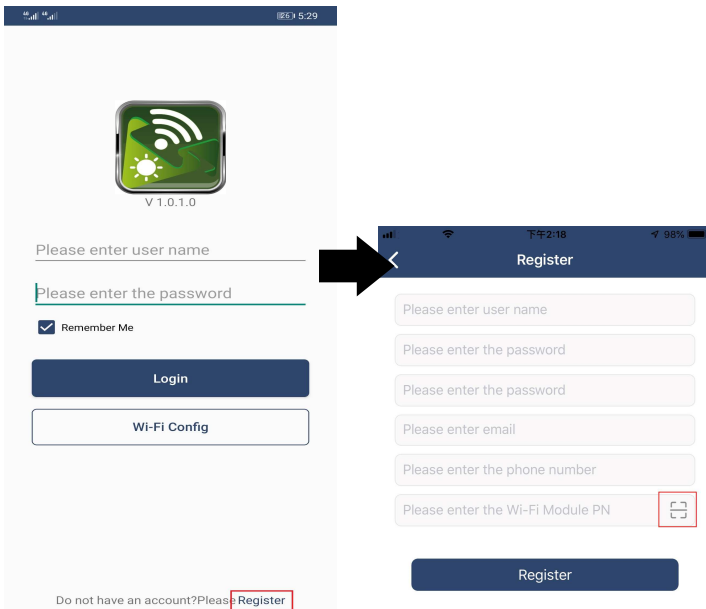 5:29
V 1.0.1.0
Please enter user name
Please enter the password
Remember Me
Login
Wi-Fi Config
Do not have an account?Please Register
下午2:18
98%
Register
Please enter user name
Please enter the password
Please enter the password
Please enter email
Please enter the phone number
Please enter the Wi-Fi Module PN
Register